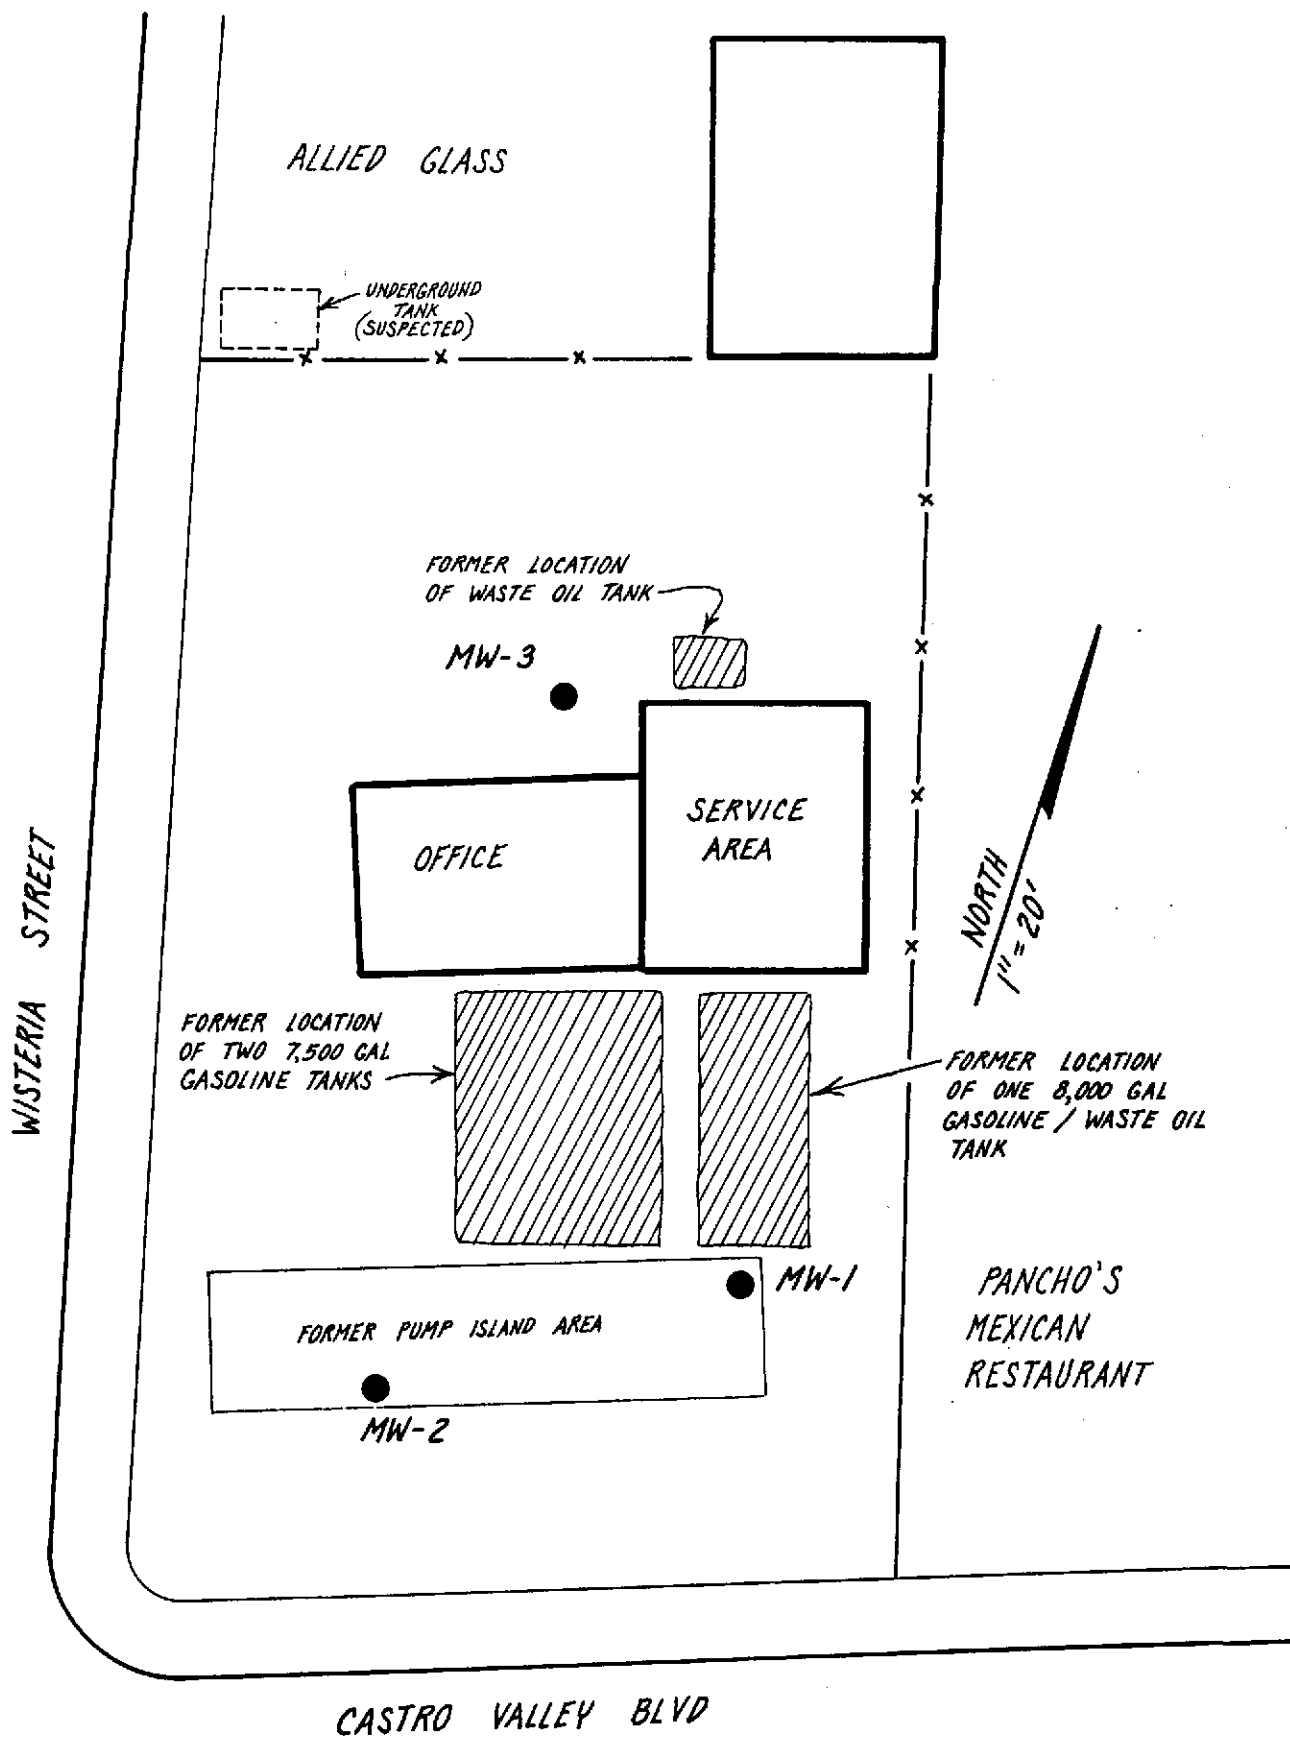 ALLIED GLASS
UNDERGROUND
TANK
(SUSPECTED)
FORMER LOCATION
OF WASTE OIL TANK
MW-3
SERVICE
AREA
OFFICE
NORTH
1" = 20'
WISTERIA STREET
FORMER LOCATION
OF TWO 7,500 GAL
GASOLINE TANKS
FORMER LOCATION
OF ONE 8,000 GAL
GASOLINE / WASTE OIL
TANK
MW-1
PANCHO'S
MEXICAN
RESTAURANT
FORMER PUMP ISLAND AREA
MW-2
CASTRO VALLEY BLVD